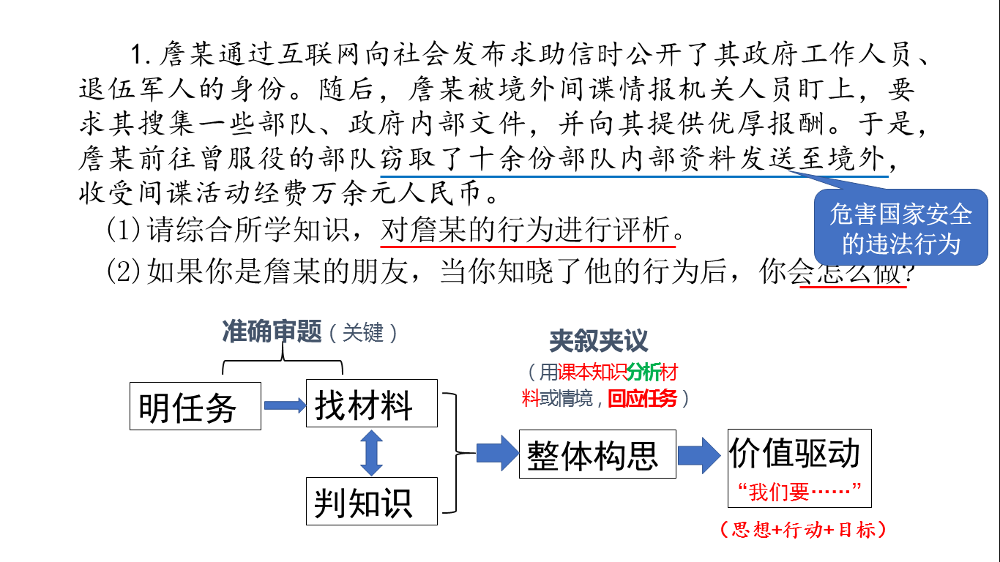 1.詹某通过互联网向社会发布求助信时公开了其政府工作人员、
退伍军人的身份。随后，詹某被境外间谍情报机关人员盯上，要
求其搜集一些部队、政府内部文件，并向其提供优厚报酬。于是，
詹某前往曾服役的部队窃取了十余份部队内部资料发送至境外，
收受间谍活动经费万余元人民币。
危害国家安全
的违法行为
(1)请综合所学知识，对詹某的行为进行评析。
(2)如果你是詹某的朋友，当你知晓了他的行为后，你会怎么做?
准确审题（关键）
夹叙夹议
（用课本知识分析材
料或情境，回应任务）
明任务
找材料
判知识
整体构思
价值驱动
“我们要……”
（思想+行动+目标）